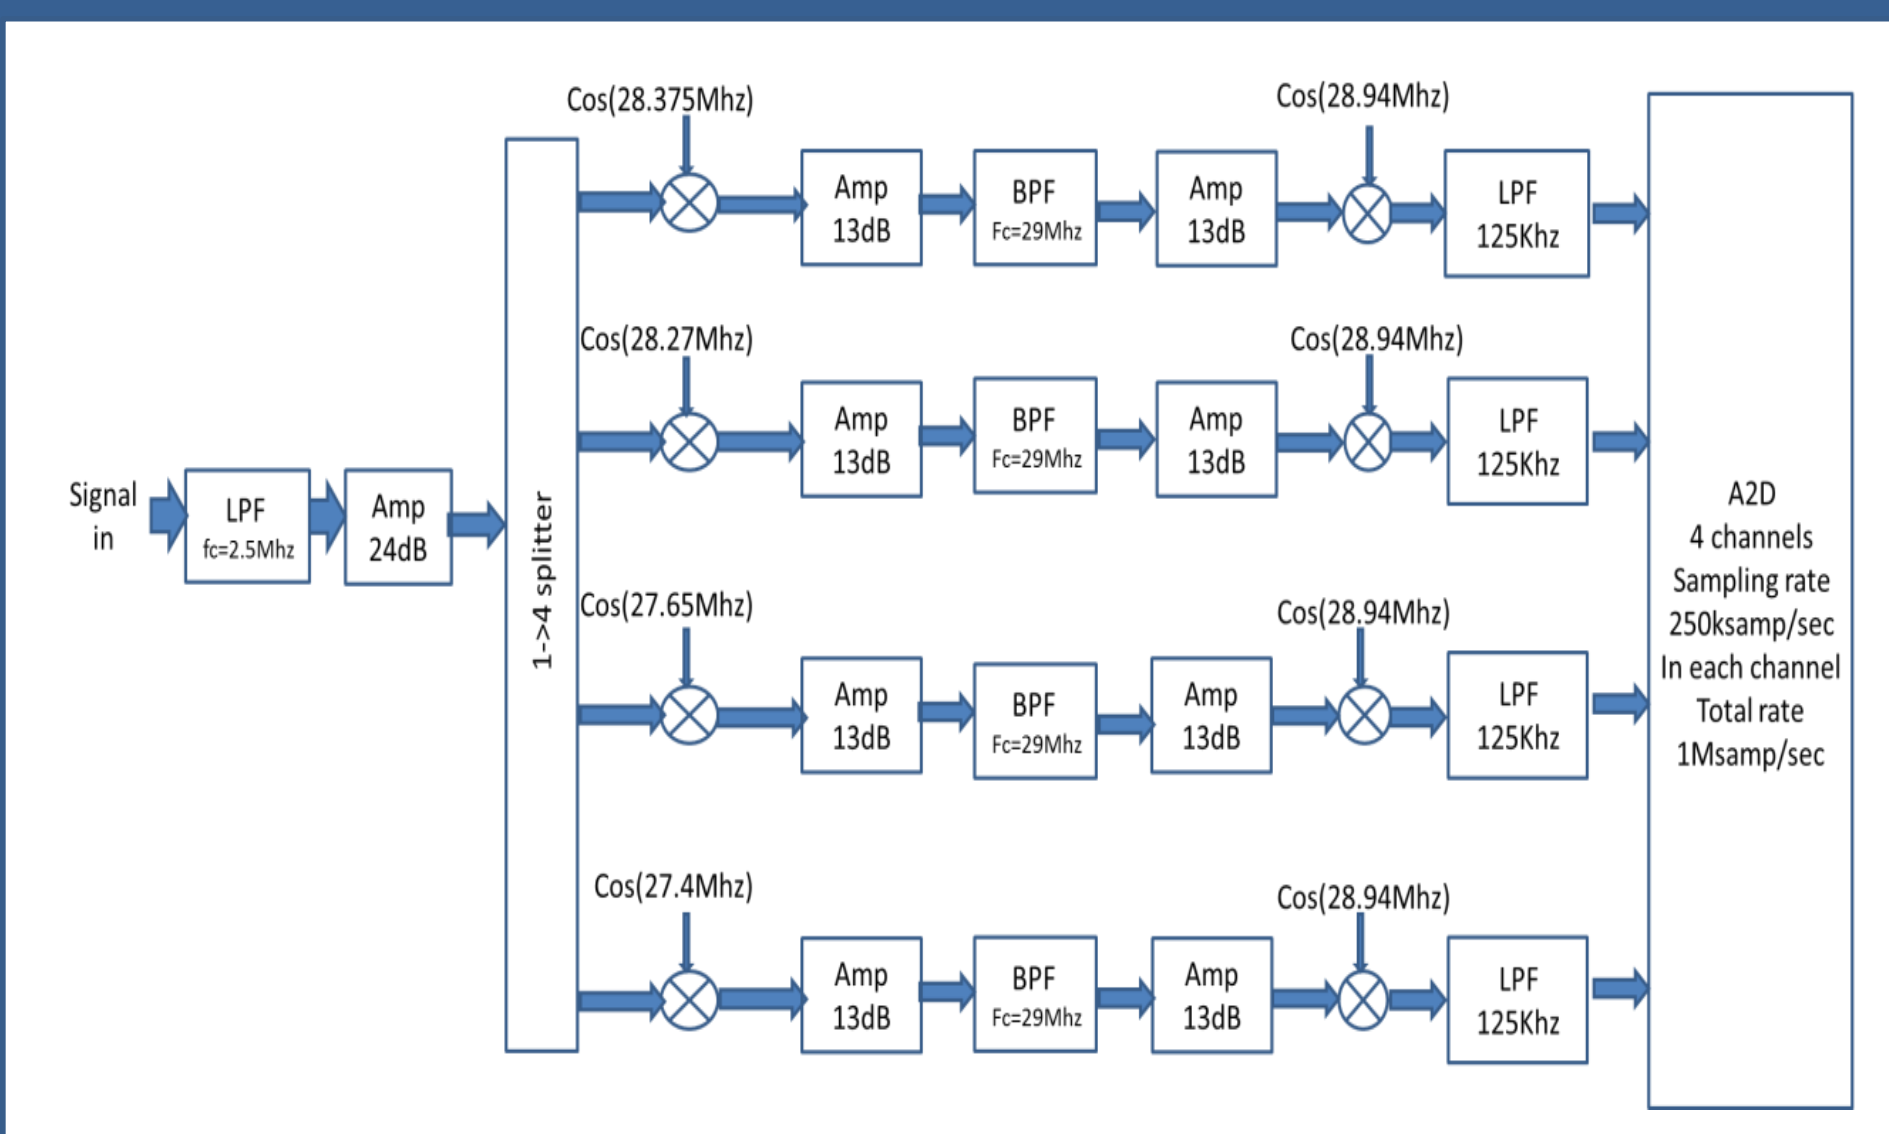 Signal
in
LPF
fc=2.5Mhz
Amp
24dB
1->4 splitter
Cos(28.375Mhz)
Amp
13dB
BPF
Fc=29Mhz
Amp
13dB
Cos(28.94Mhz)
LPF
125Khz
Cos(28.27Mhz)
Amp
13dB
BPF
Fc=29Mhz
Amp
13dB
Cos(28.94Mhz)
LPF
125Khz
Cos(27.65Mhz)
Amp
13dB
BPF
Fc=29Mhz
Amp
13dB
Cos(28.94Mhz)
LPF
125Khz
Cos(27.4Mhz)
Amp
13dB
BPF
Fc=29Mhz
Amp
13dB
Cos(28.94Mhz)
LPF
125Khz
A2D
4 channels
Sampling rate
250ksamp/sec
In each channel
Total rate
1Msamp/sec